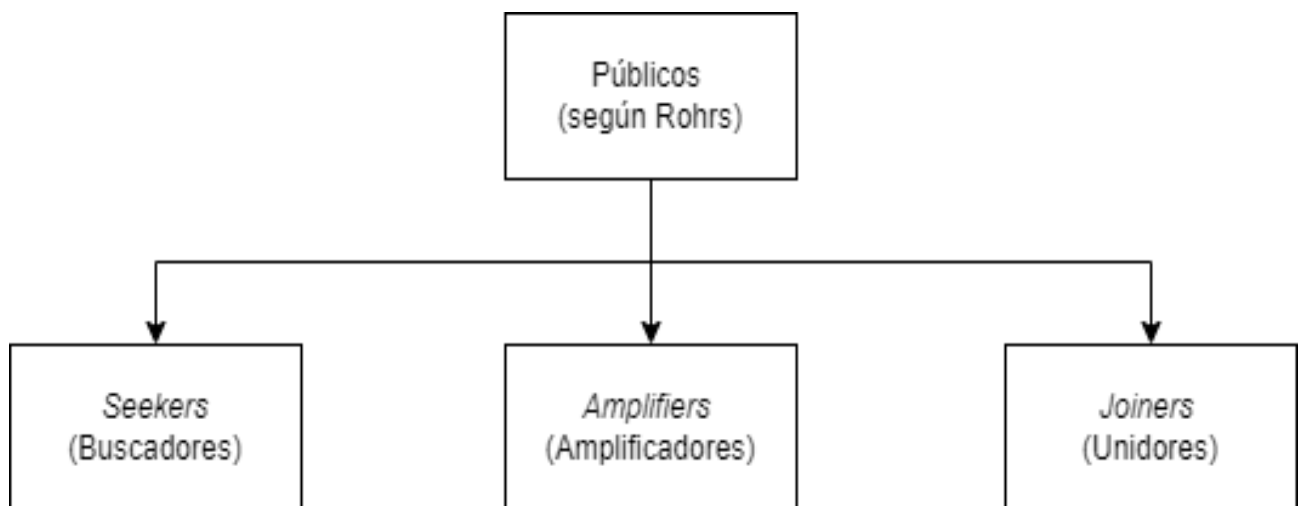 Públicos
(según Rohrs)
Seekers
(Buscadores)
Amplifiers
(Amplificadores)
Joiners
(Unidores)